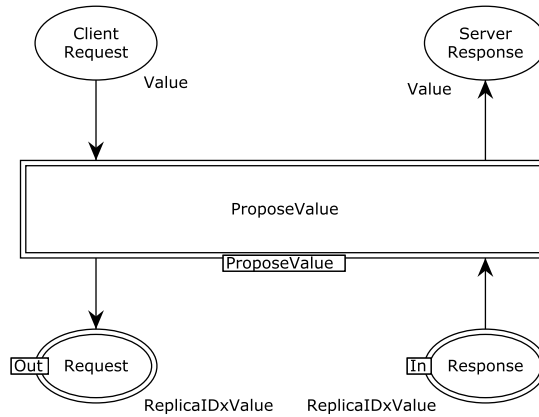 Client
Request
Server
Response
Value
Value
ProposeValue
ProposeValue
Out
Request
In
Response
ReplicaIDxValue
ReplicaIDxValue